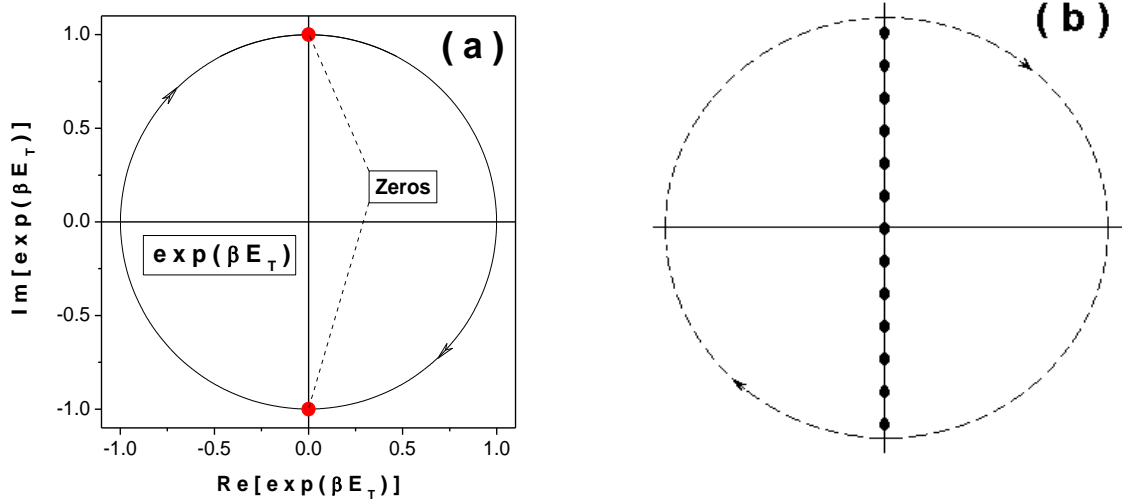 ( a )
1.0
0.5
0.0
-0.5
-1.0
Im[exp(βE_T)]
Zeros
exp(βE_T)
-1.0 -0.5 0.0 0.5 1.0
Re[exp(βE_T)]
( b )